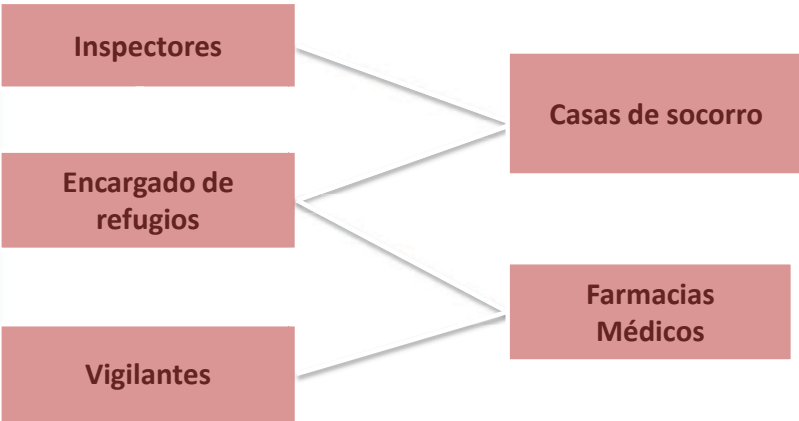 Inspectores
Casas de socorro
Encargado de
refugios
Farmacias
Médicos
Vigilantes